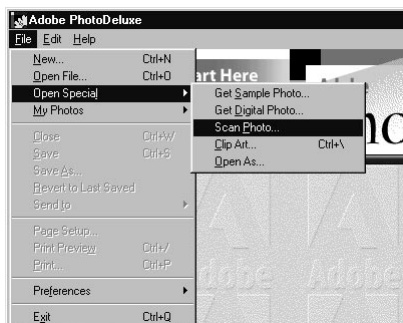 Adobe PhotoDeluxe
File Edit Help
New... Ctrl+N
Open File... Ctrl+O
Open Special
My Photos
Close Ctrl+W
Save Ctrl+S
Save As...
Revert to Last Saved
Send to
Page Setup...
Print Preview Ctrl+/
Print... Ctrl+P
Preferences
Exit Ctrl+Q
art Here
Get Sample Photo...
Get Digital Photo...
Scan Photo...
Clip Art... Ctrl+\
Open As...
Adobe